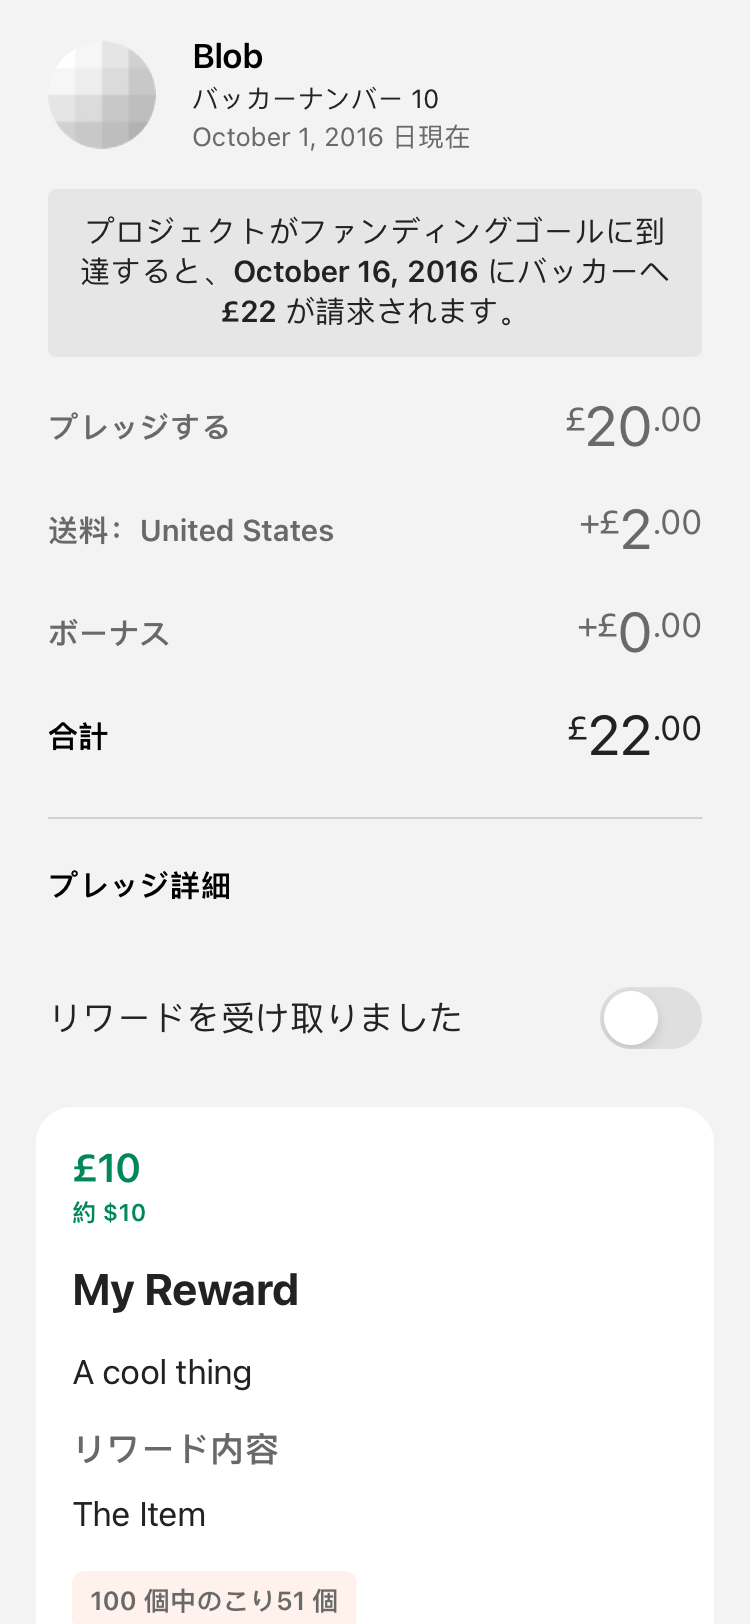 Blob
バッカーナンバー 10
October 1, 2016 日現在
プロジェクトがファンディングゴールに到
達すると、October 16, 2016 にバッカーへ
£22 が請求されます。
プレッジする £20.00
送料：United States +£2.00
ボーナス +£0.00
合計 £22.00
プレッジ詳細
リワードを受け取りました
£10
約 $10
My Reward
A cool thing
リワード内容
The Item
100 個中のこり51 個